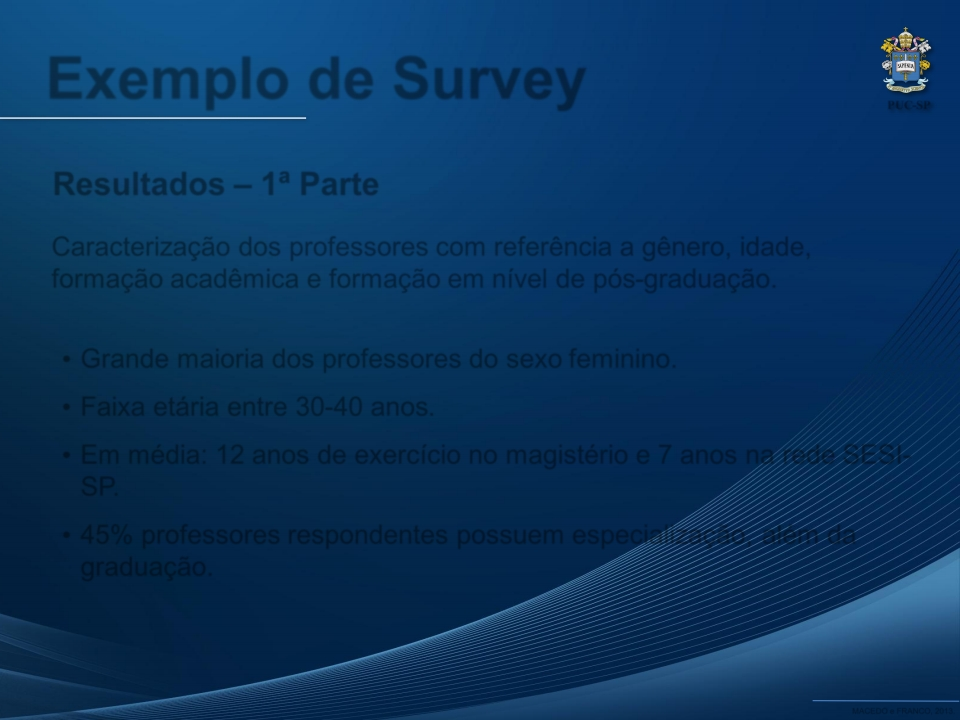 Exemplo de Survey
SAPIENTIA
PUC-SP
Resultados – 1ª Parte
Caracterização dos professores com referência a gênero, idade,
formação acadêmica e formação em nível de pós-graduação.
• Grande maioria dos professores do sexo feminino.
• Faixa etária entre 30-40 anos.
• Em média: 12 anos de exercício no magistério e 7 anos na rede SESI-
SP.
• 45% professores respondentes possuem especialização, além da
graduação.